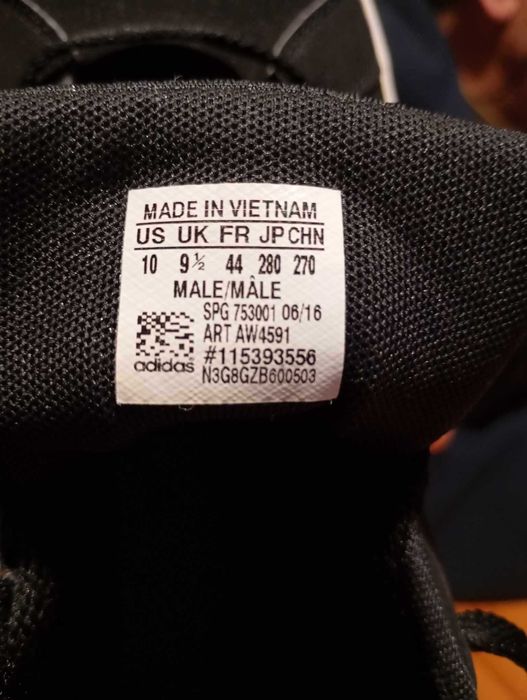 MADE IN VIETNAM
US UK FR JP CHN
10 9½ 44 280 270
MALE/MÂLE
SPG 753001 06/16
ART AW4591
#115393556
adidas N3G8GZB600503